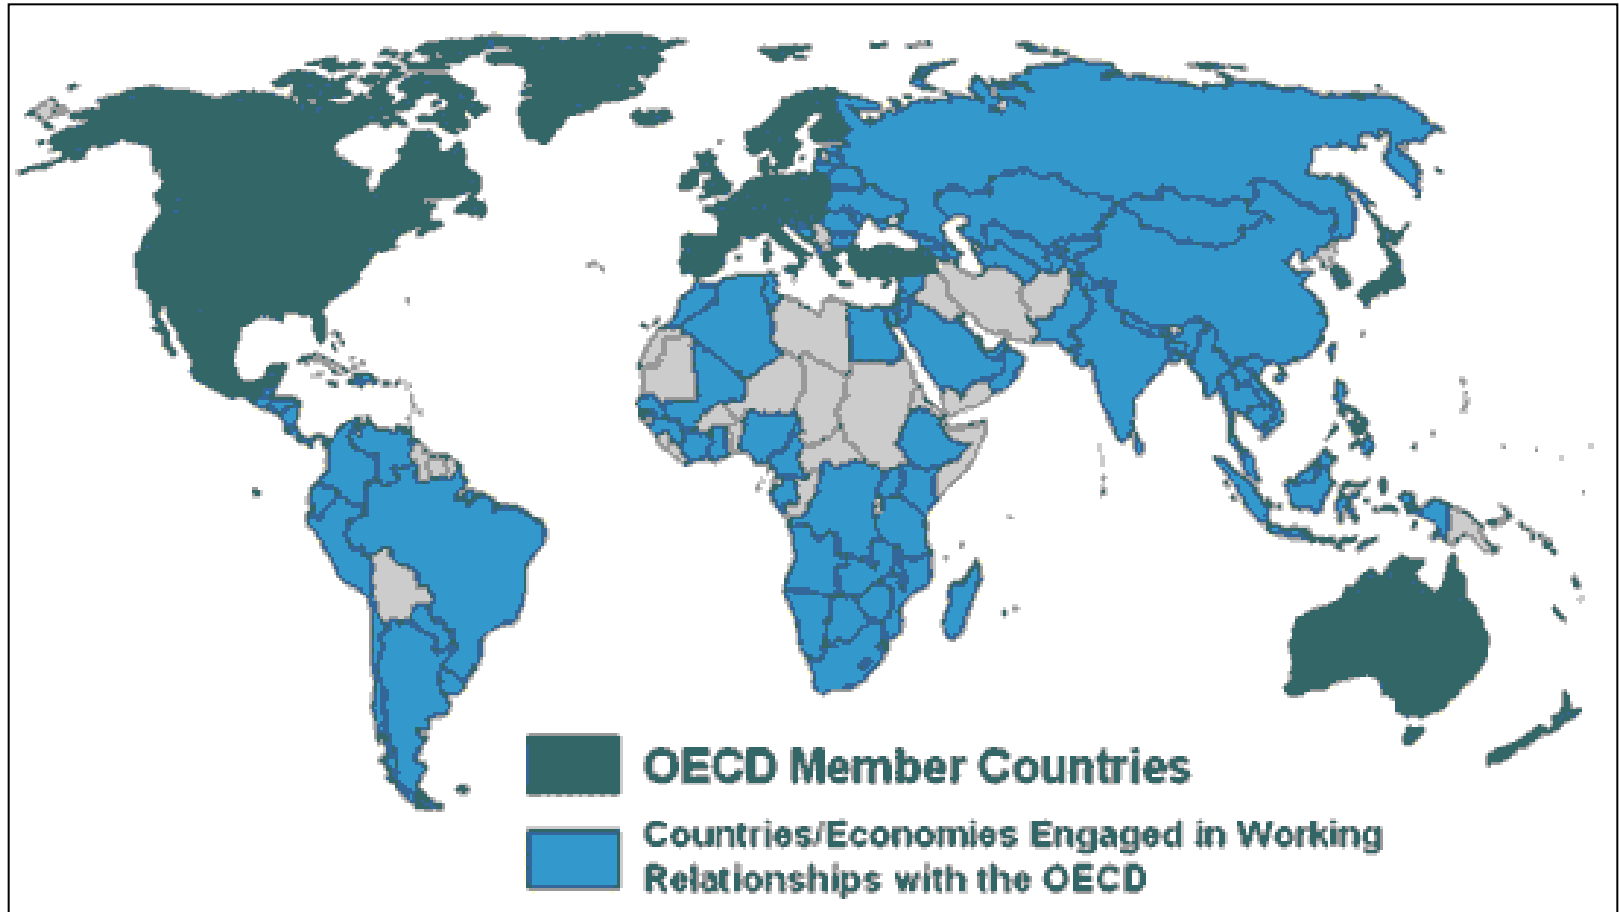 OECD Member Countries
Countries/Economies Engaged in Working
Relationships with the OECD